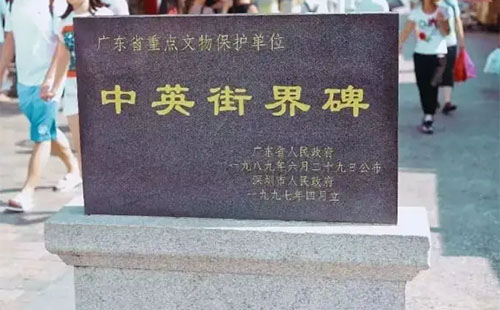 广东省重点文物保护单位
中英街界碑
广东省人民政府
一九八九年六月二十九日公布
深圳市人民政府
一九九七年四月立